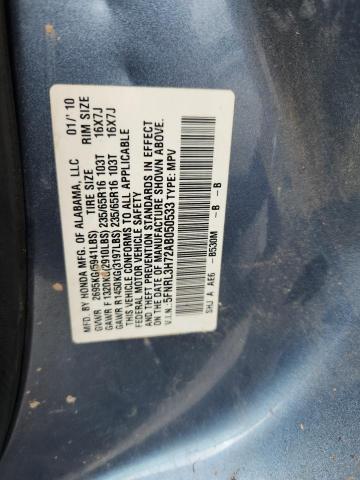 MFD. BY HONDA MFG. OF ALABAMA, LLC 01/'10
TIRE SIZE RIM SIZE
GVWR 2695KG(5941LBS)
GAWR F 1320KG(2910LBS) 235/65R16 103T 16X7J
GAWR R1450KG(3197LBS) 235/65R16 103T 16X7J
THIS VEHICLE CONFORMS TO ALL APPLICABLE
FEDERAL MOTOR VEHICLE SAFETY AND BUMPER
STANDARDS IN EFFECT ON THE DATE OF MANUFACTURE SHOWN ABOVE.
V.I.N.: 5FNRL3H72AB050533 TYPE: MPV
SHJ A AE6 - B - B
B530M